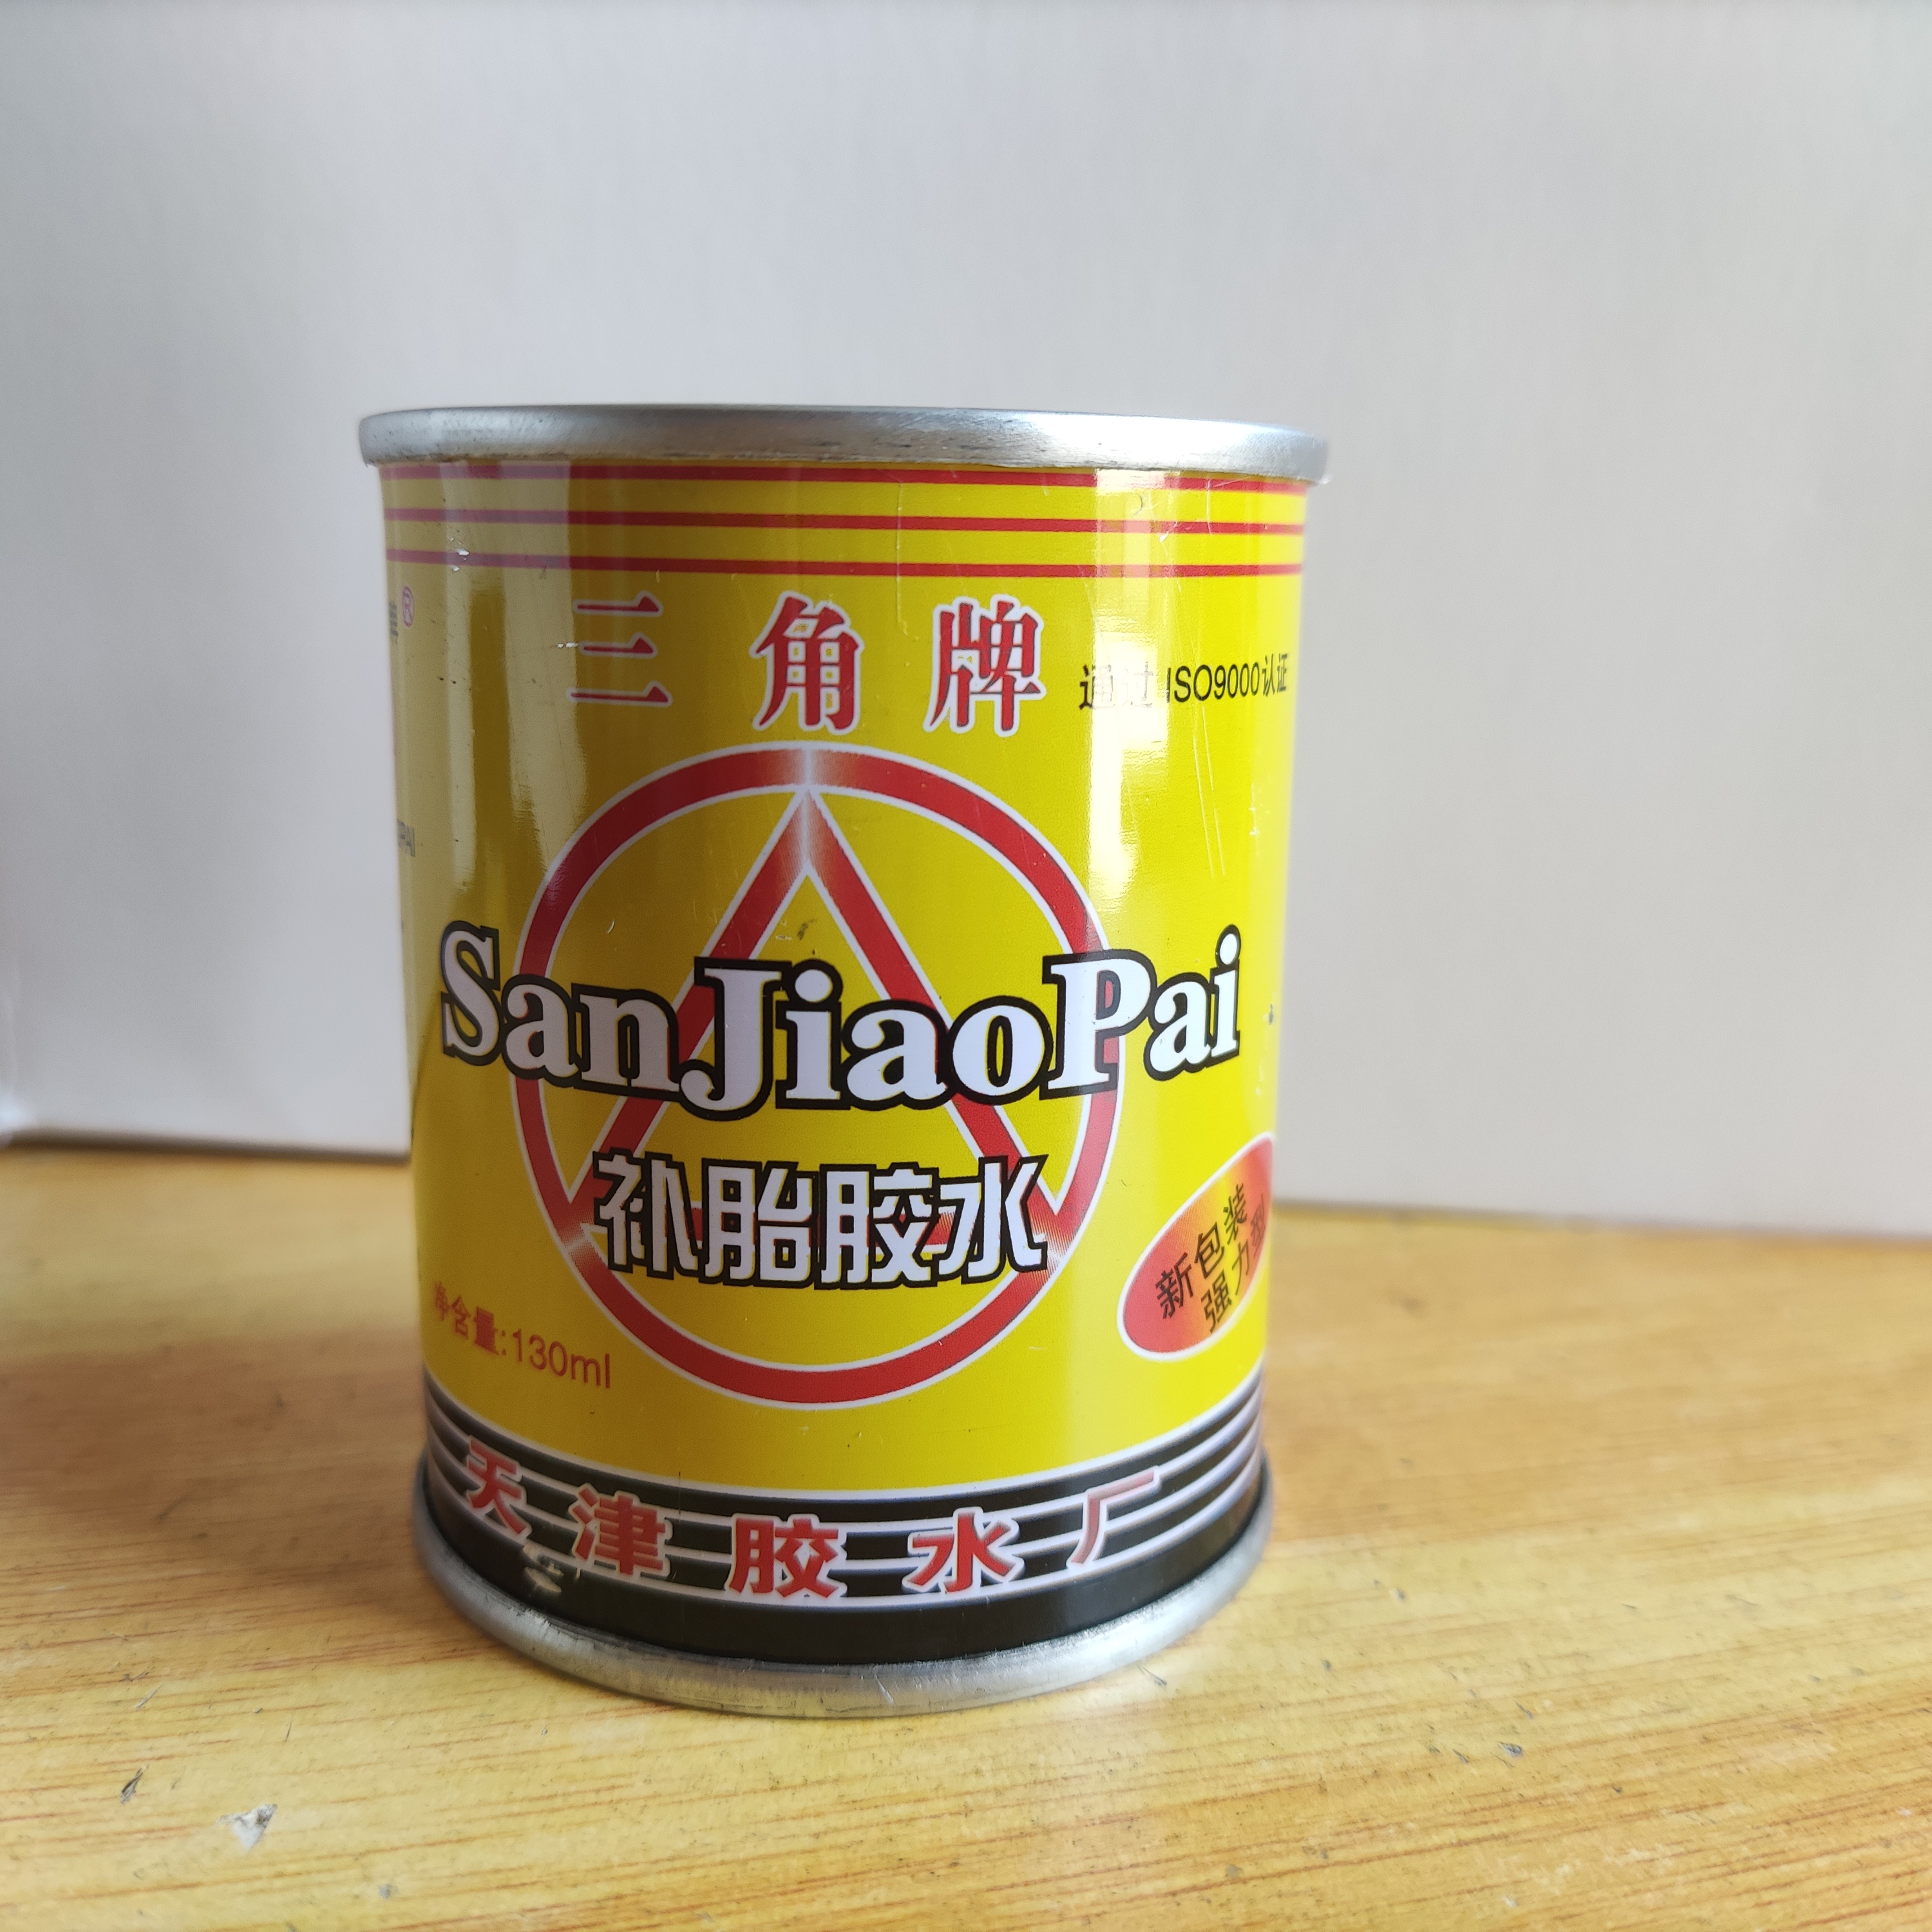 三角牌
通过ISO9000认证
SanJiaoPai
补胎胶水
新包装
强力
净含量:130ml
天津胶水厂
®